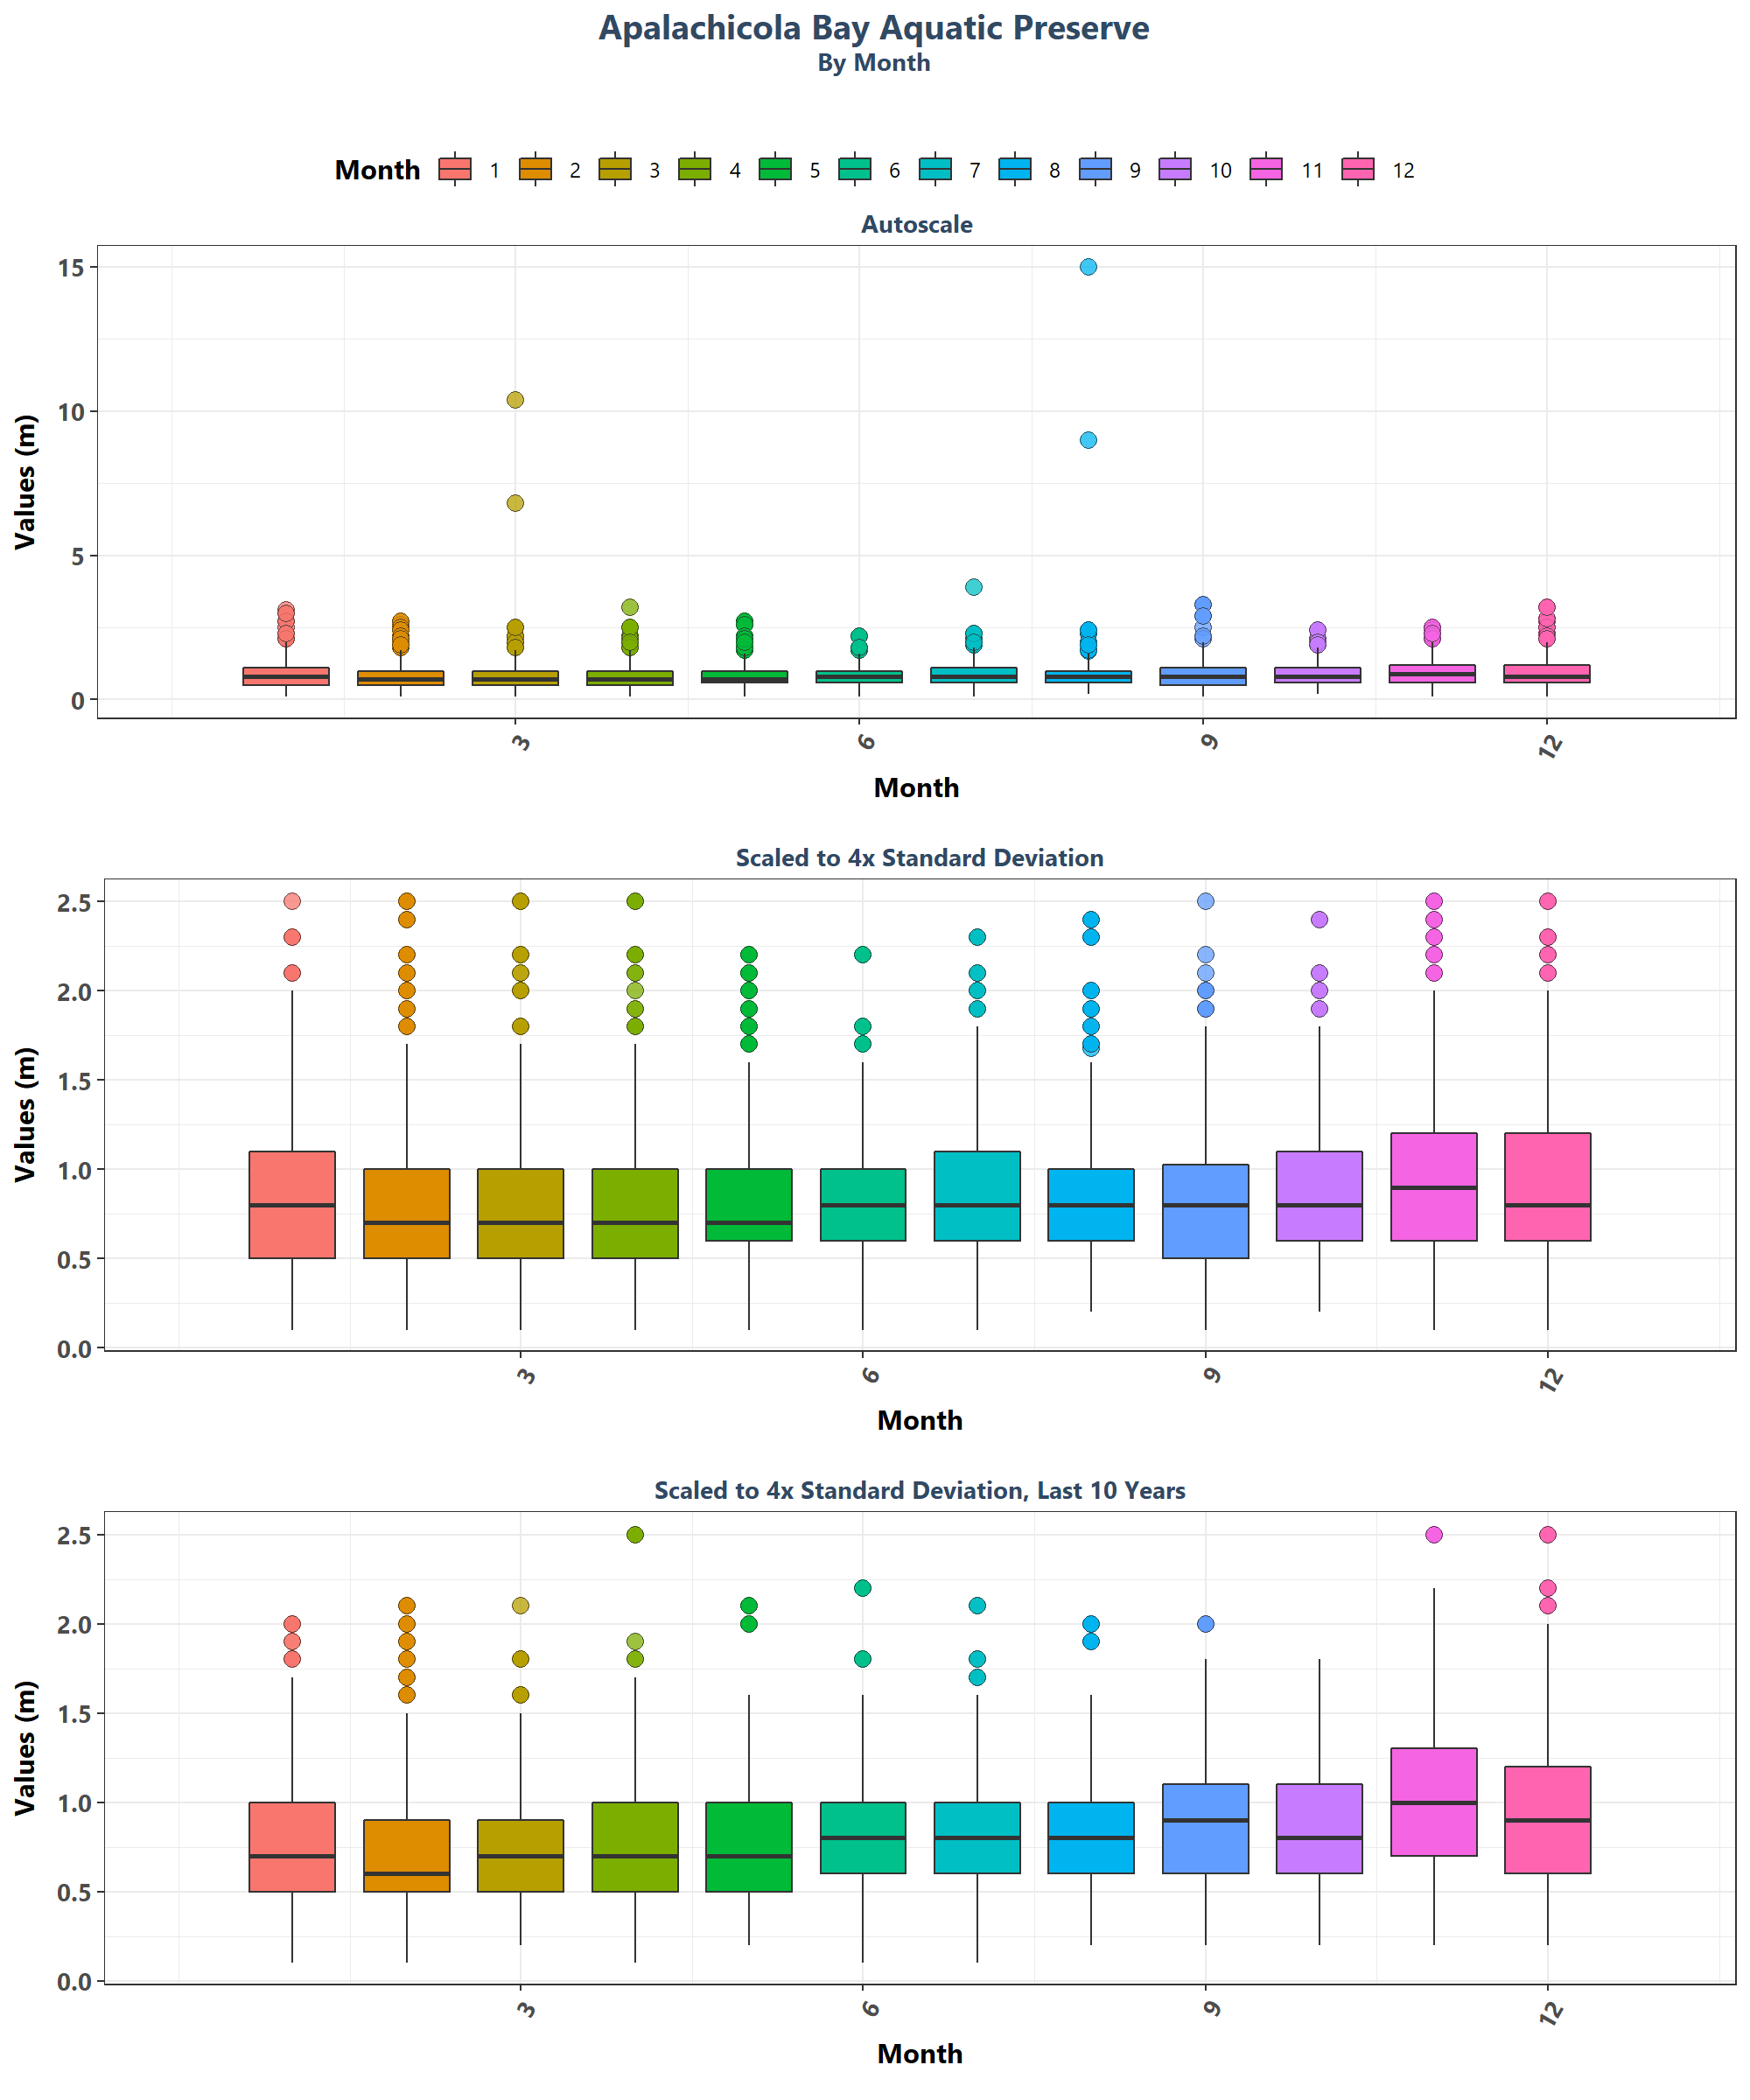 Apalachicola Bay Aquatic Preserve
By Month
Month 1 2 3 4 5 6 7 8 9 10 11 12
Autoscale
Values (m)
15
10
5
0
3 6 9 12
Month
Scaled to 4x Standard Deviation
Values (m)
2.5
2.0
1.5
1.0
0.5
0.0
3 6 9 12
Month
Scaled to 4x Standard Deviation, Last 10 Years
Values (m)
2.5
2.0
1.5
1.0
0.5
0.0
3 6 9 12
Month